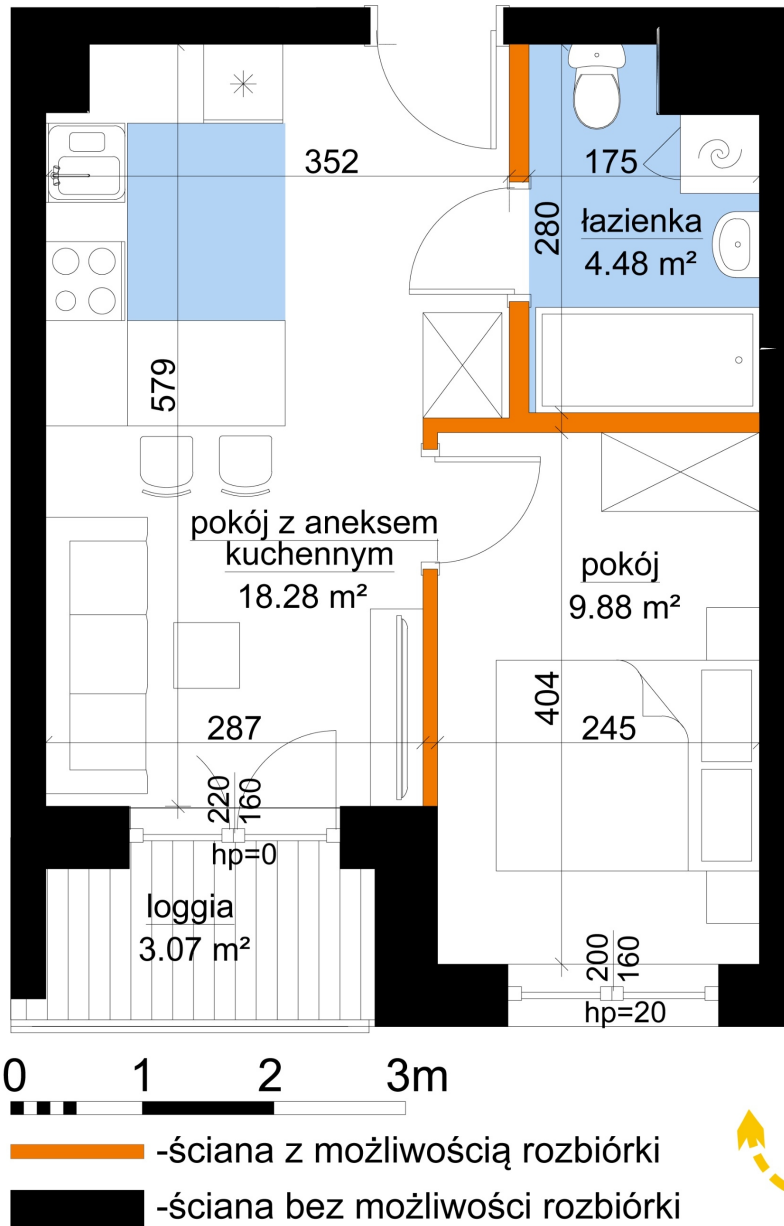 352
175
280
łazienka
4.48 m²
579
pokój z aneksem
kuchennym
18.28 m²
pokój
9.88 m²
404
287
245
220
160
hp=0
loggia
3.07 m²
200
160
hp=20
0 1 2 3m
-ściana z możliwością rozbiórki
-ściana bez możliwości rozbiórki